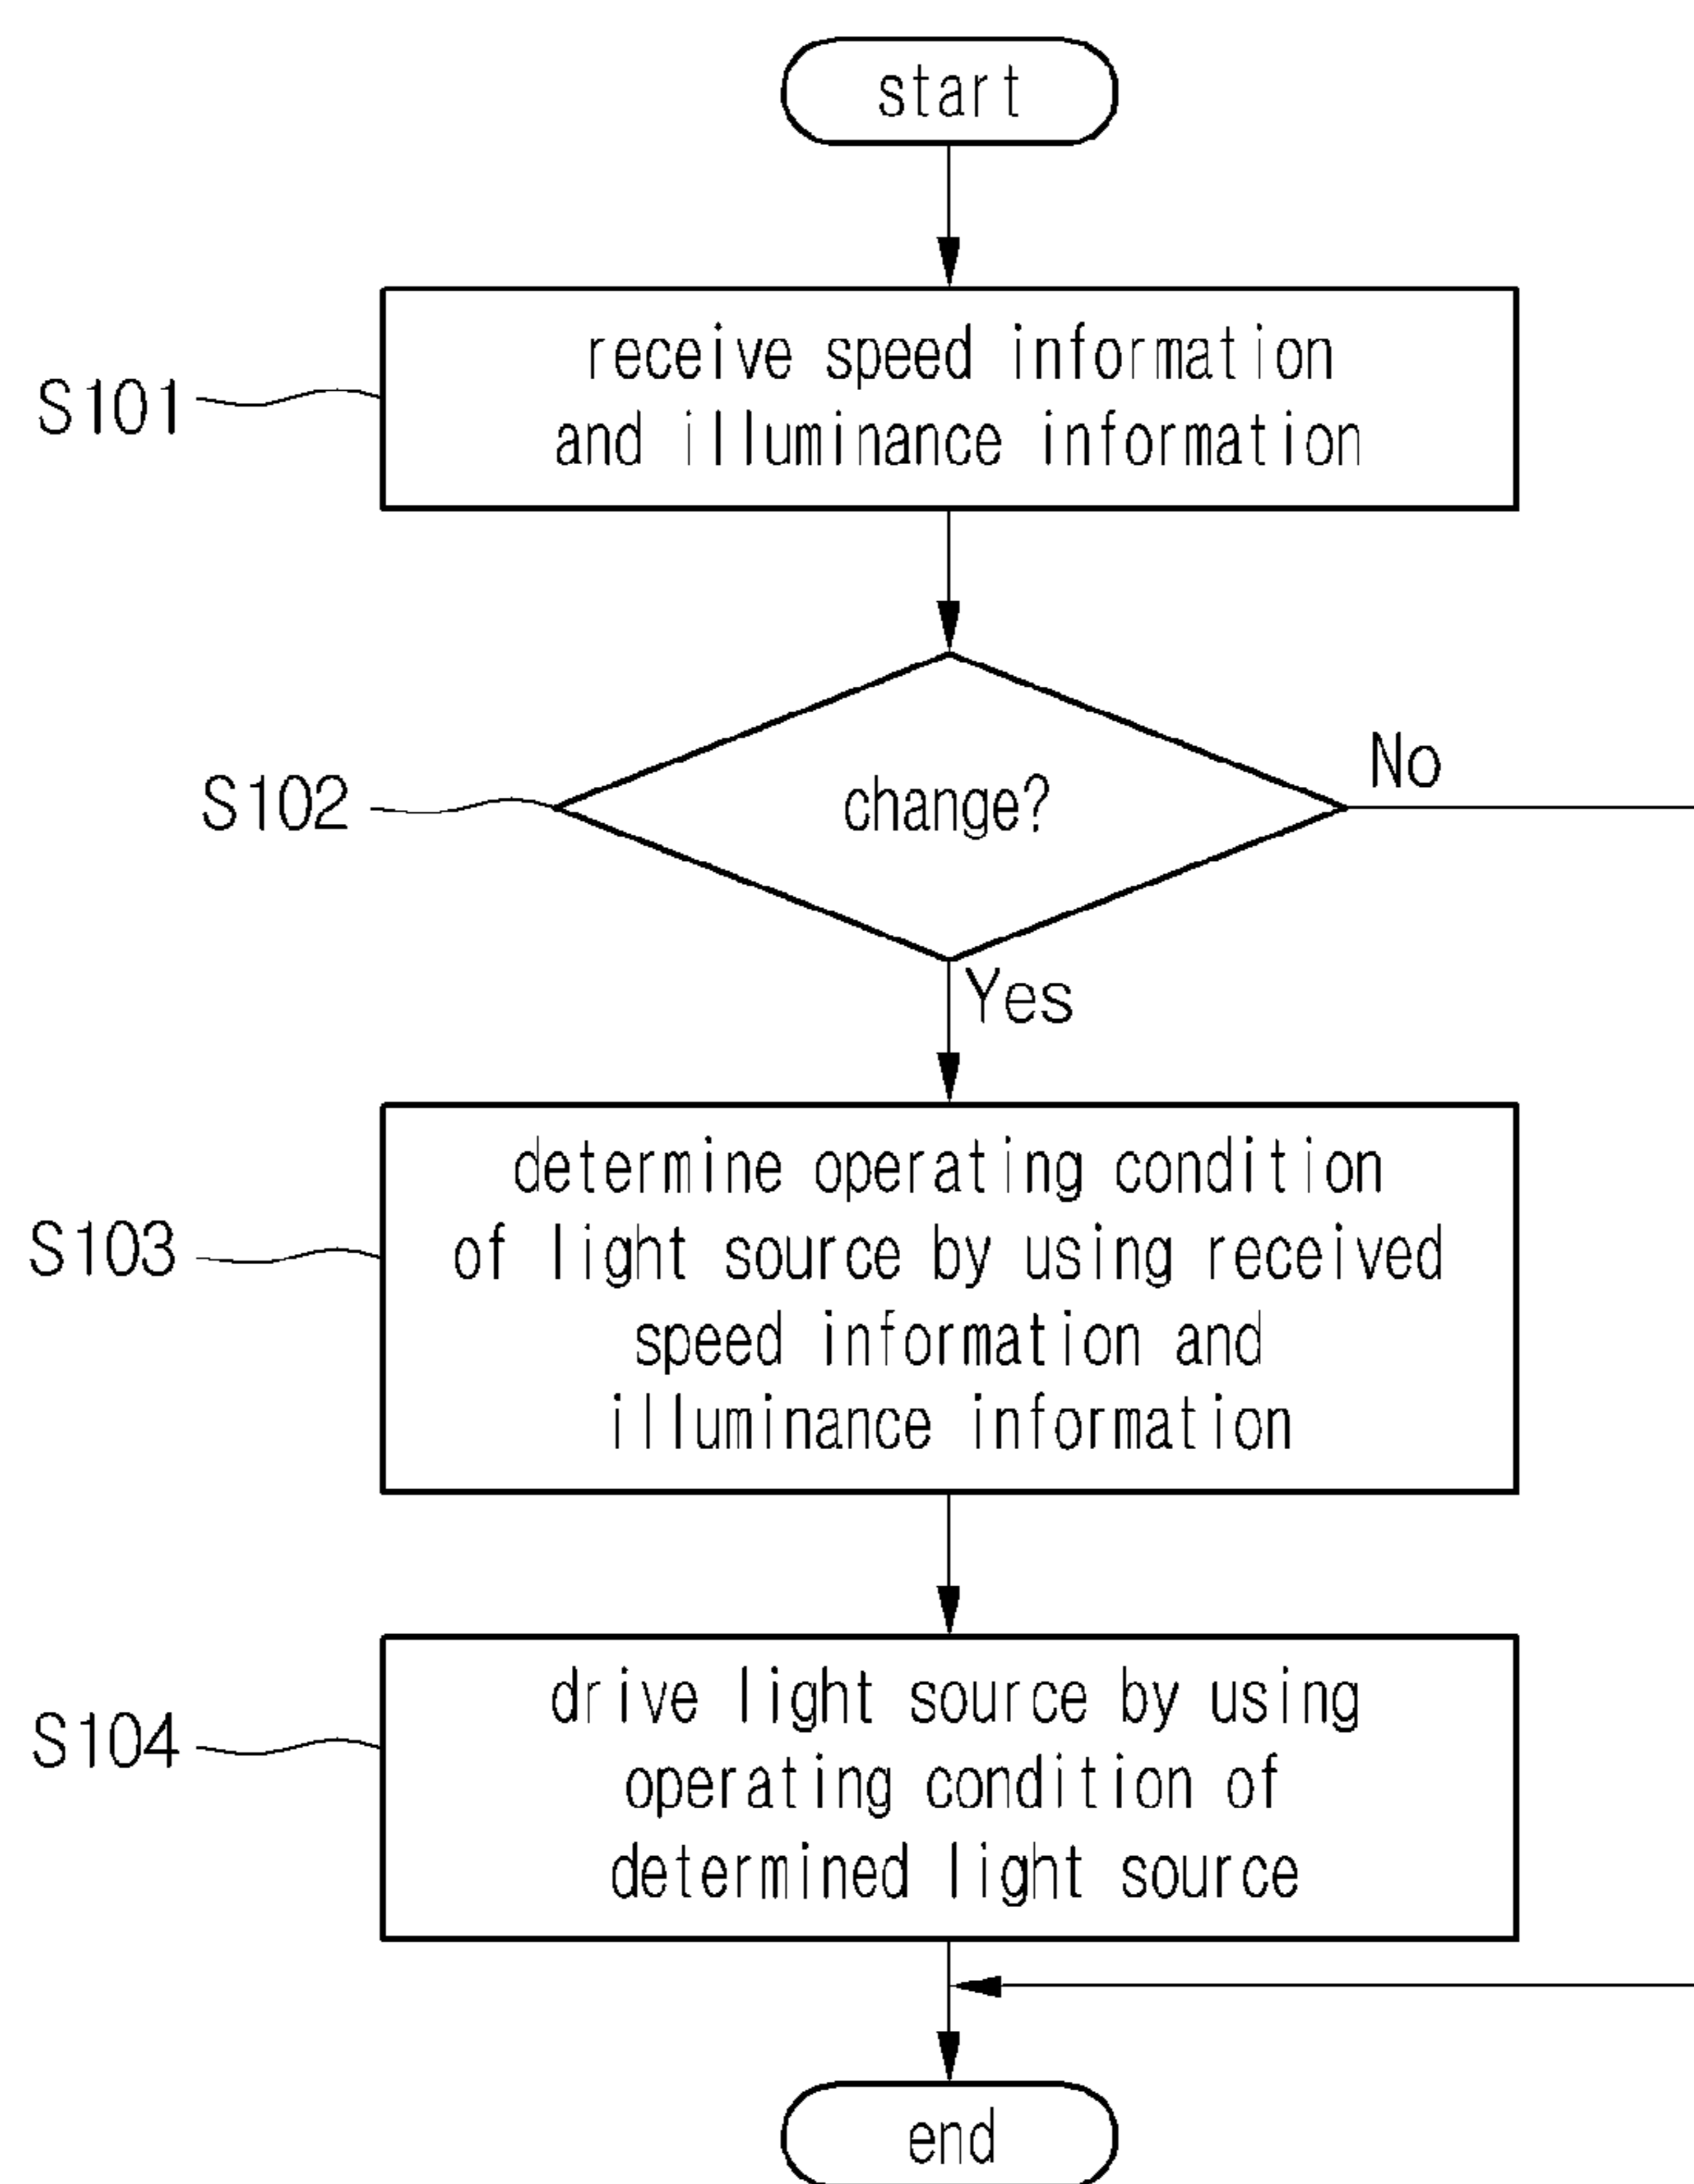 start
S101
receive speed information
and illuminance information
S102
change?
No
Yes
S103
determine operating condition
of light source by using received
speed information and
illuminance information
S104
drive light source by using
operating condition of
determined light source
end